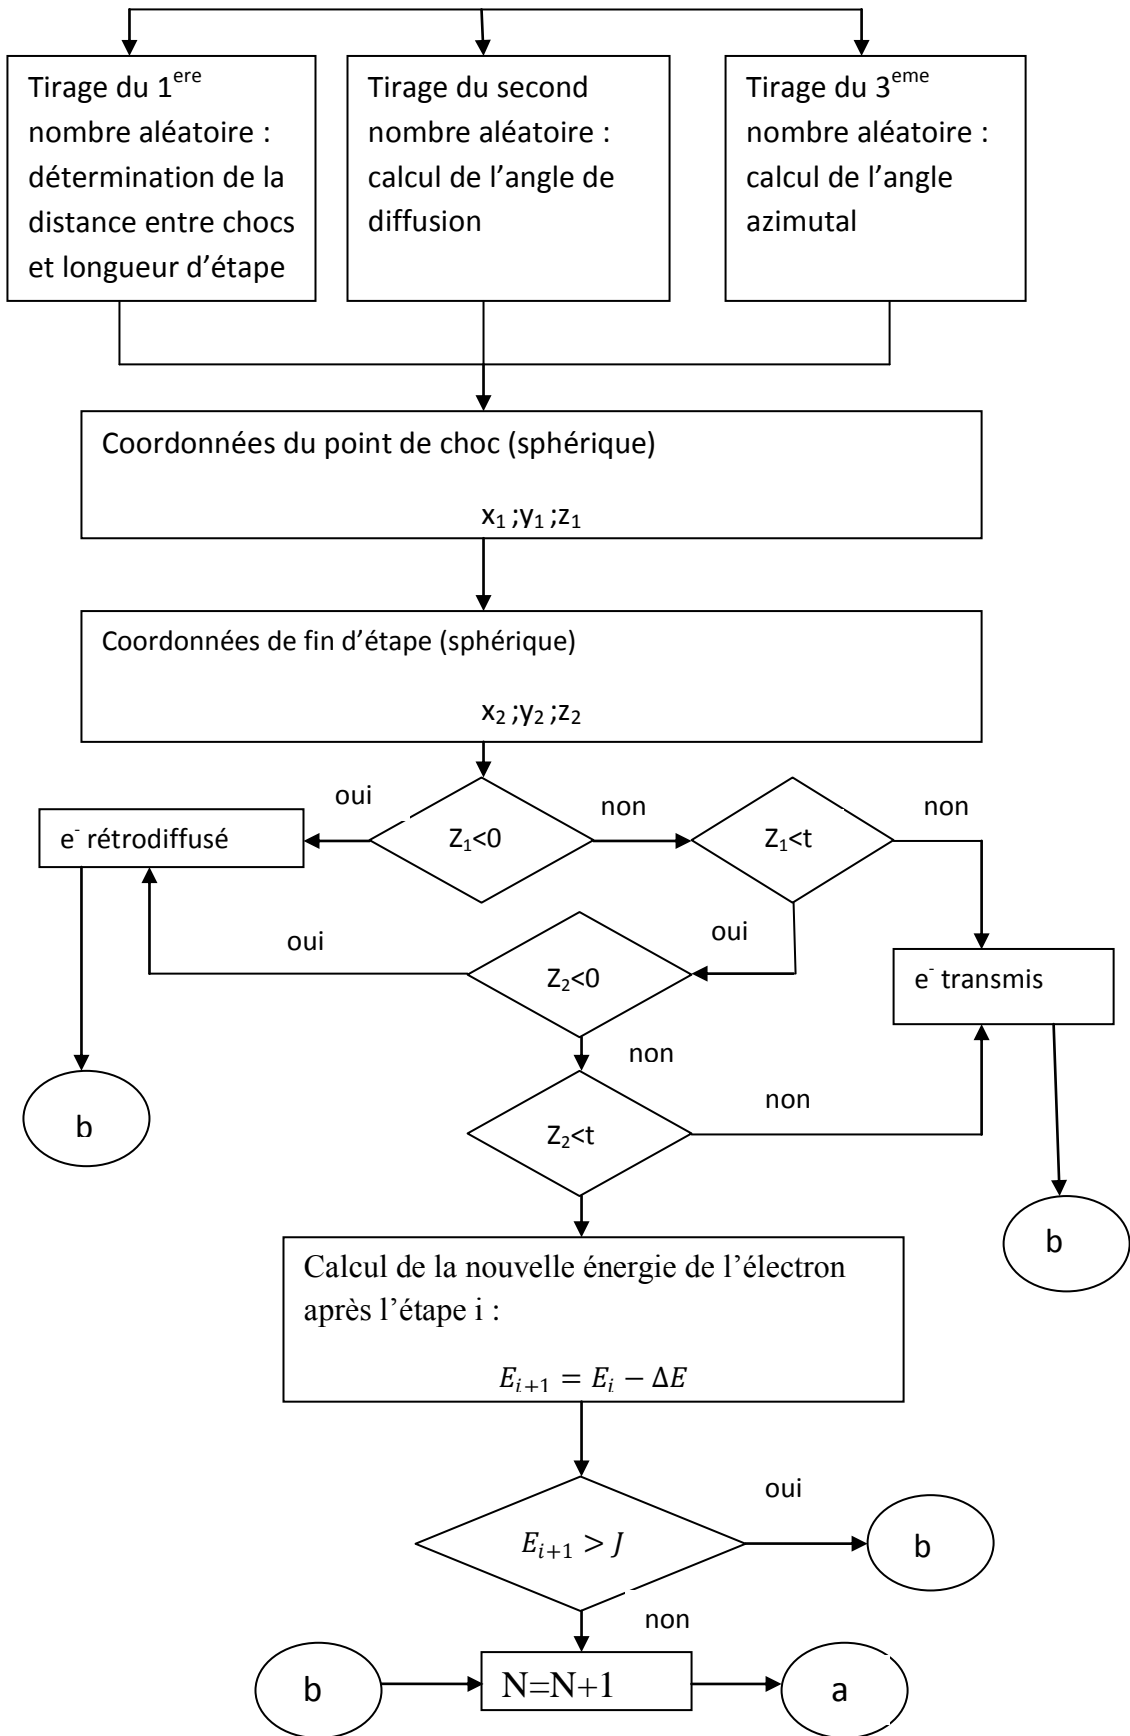 Tirage du 1ere
nombre aléatoire :
détermination de la
distance entre chocs
et longueur d’étape
Tirage du second
nombre aléatoire :
calcul de l’angle de
diffusion
Tirage du 3eme
nombre aléatoire :
calcul de l’angle
azimutal
Coordonnées du point de choc (sphérique)
x1 ;y1 ;z1
Coordonnées de fin d’étape (sphérique)
x2 ;y2 ;z2
oui
non
non
e- rétrodiffusé
Z1<0
Z1<t
oui
oui
Z2<0
e- transmis
non
non
b
Z2<t
b
Calcul de la nouvelle énergie de l’électron
après l’étape i :
Ei+1 = Ei − ΔE
oui
Ei+1 > J
b
non
b
N=N+1
a